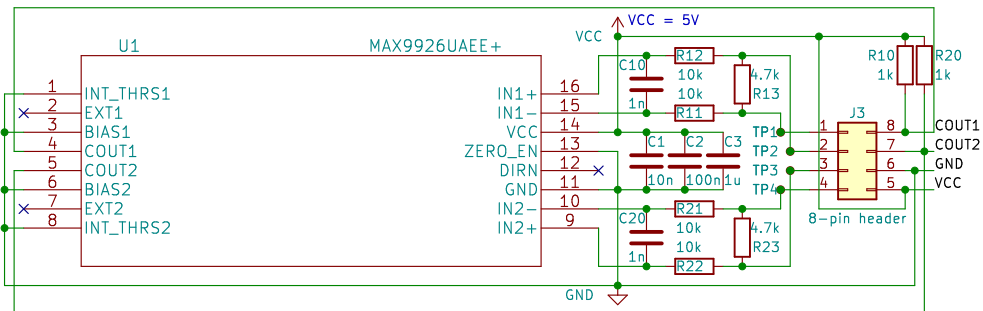 VCC = 5V
VCC
U1 MAX9926UAEE+
1 INT_THRS1
2 EXT1
3 BIAS1
4 COUT1
5 COUT2
6 BIAS2
7 EXT2
8 INT_THRS2
IN1+ 16
IN1- 15
VCC 14
ZERO_EN 13
DIRN 12
GND 11
IN2- 10
IN2+ 9
C10
1n
R12
10k
10k
R11
4.7k
R13
C1
10n
C2
100n
C3
1u
C20
1n
R21
10k
10k
R22
4.7k
R23
GND
R10
1k
R20
1k
J3
TP1 1
TP2 2
TP3 3
TP4 4
8 COUT1
7 COUT2
6 GND
5 VCC
8-pin header